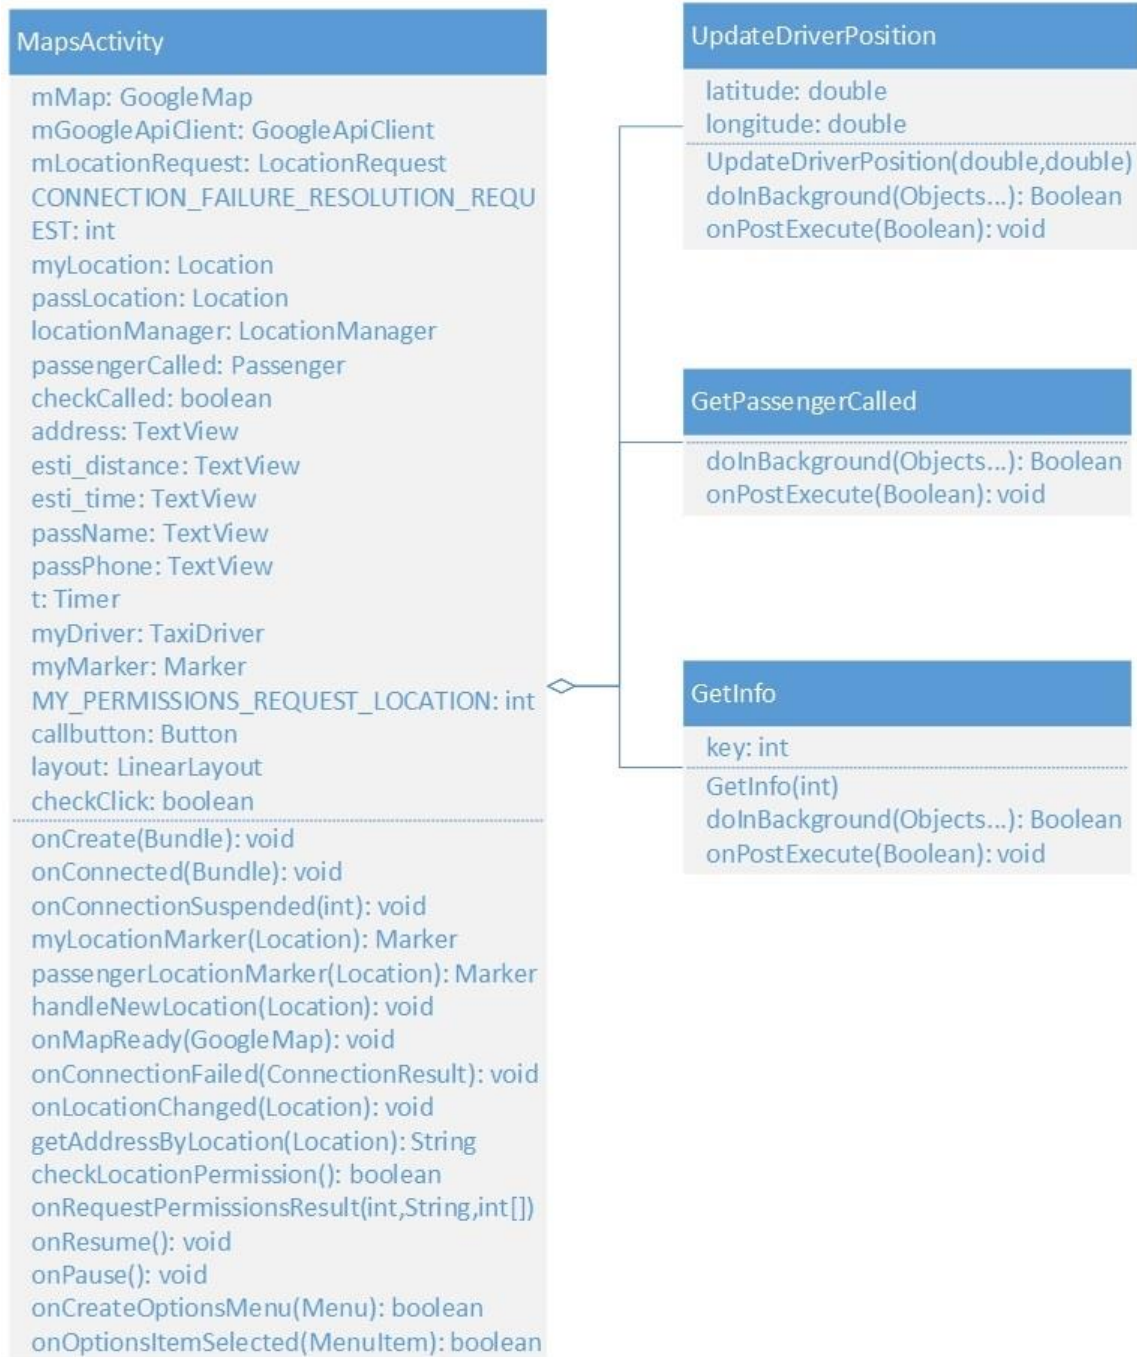 MapsActivity
mMap: GoogleMap
mGoogleApiClient: GoogleApiClient
mLocationRequest: LocationRequest
CONNECTION_FAILURE_RESOLUTION_REQU
EST: int
myLocation: Location
passLocation: Location
locationManager: LocationManager
passengerCalled: Passenger
checkCalled: boolean
address: TextView
esti_distance: TextView
esti_time: TextView
passName: TextView
passPhone: TextView
t: Timer
myDriver: TaxiDriver
myMarker: Marker
MY_PERMISSIONS_REQUEST_LOCATION: int
callbutton: Button
layout: LinearLayout
checkClick: boolean
onCreate(Bundle): void
onConnected(Bundle): void
onConnectionSuspended(int): void
myLocationMarker(Location): Marker
passengerLocationMarker(Location): Marker
handleNewLocation(Location): void
onMapReady(GoogleMap): void
onConnectionFailed(ConnectionResult): void
onLocationChanged(Location): void
getAddressByLocation(Location): String
checkLocationPermission(): boolean
onRequestPermissionsResult(int,String,int[])
onResume(): void
onPause(): void
onCreateOptionsMenu(Menu): boolean
onOptionsItemSelected(MenuItem): boolean
UpdateDriverPosition
latitude: double
longitude: double
UpdateDriverPosition(double,double)
doInBackground(Objects...): Boolean
onPostExecute(Boolean): void
GetPassengerCalled
doInBackground(Objects...): Boolean
onPostExecute(Boolean): void
GetInfo
key: int
GetInfo(int)
doInBackground(Objects...): Boolean
onPostExecute(Boolean): void